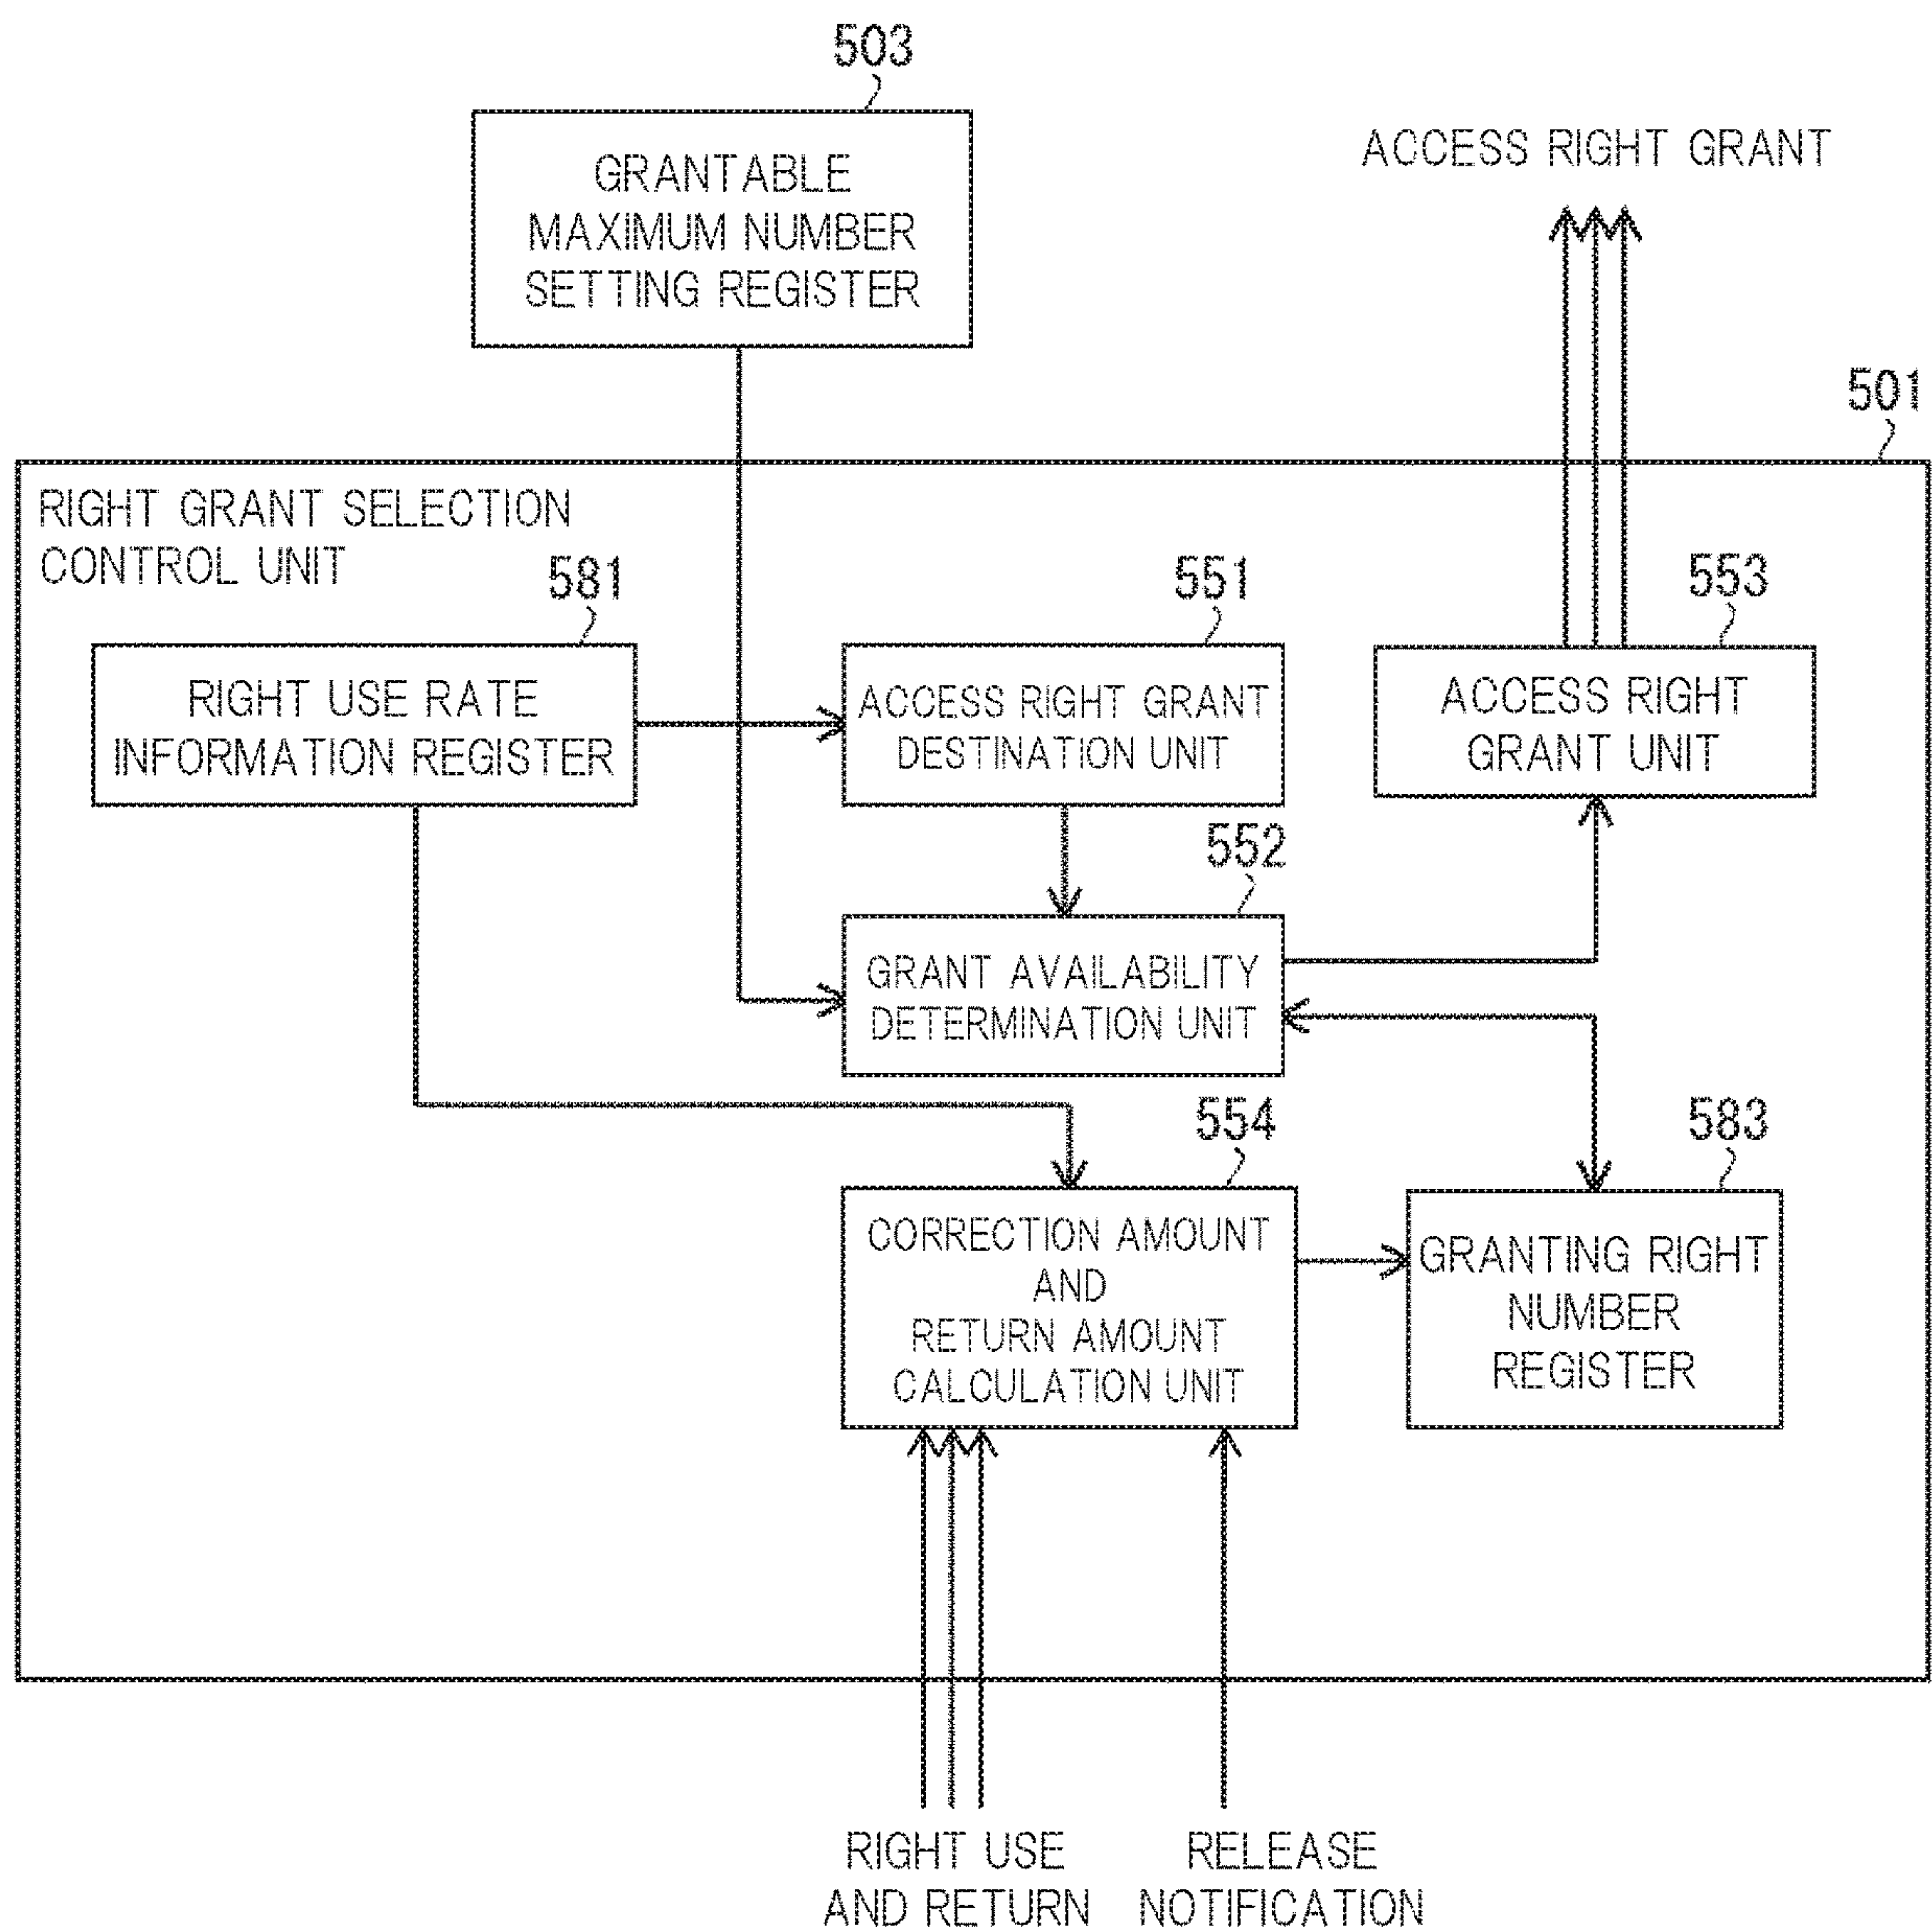 503
GRANTABLE
MAXIMUM NUMBER
SETTING REGISTER
ACCESS RIGHT GRANT
501
RIGHT GRANT SELECTION
CONTROL UNIT
581
RIGHT USE RATE
INFORMATION REGISTER
551
ACCESS RIGHT GRANT
DESTINATION UNIT
553
ACCESS RIGHT
GRANT UNIT
552
GRANT AVAILABILITY
DETERMINATION UNIT
554
CORRECTION AMOUNT
AND
RETURN AMOUNT
CALCULATION UNIT
583
GRANTING RIGHT
NUMBER
REGISTER
RIGHT USE
AND RETURN
RELEASE
NOTIFICATION